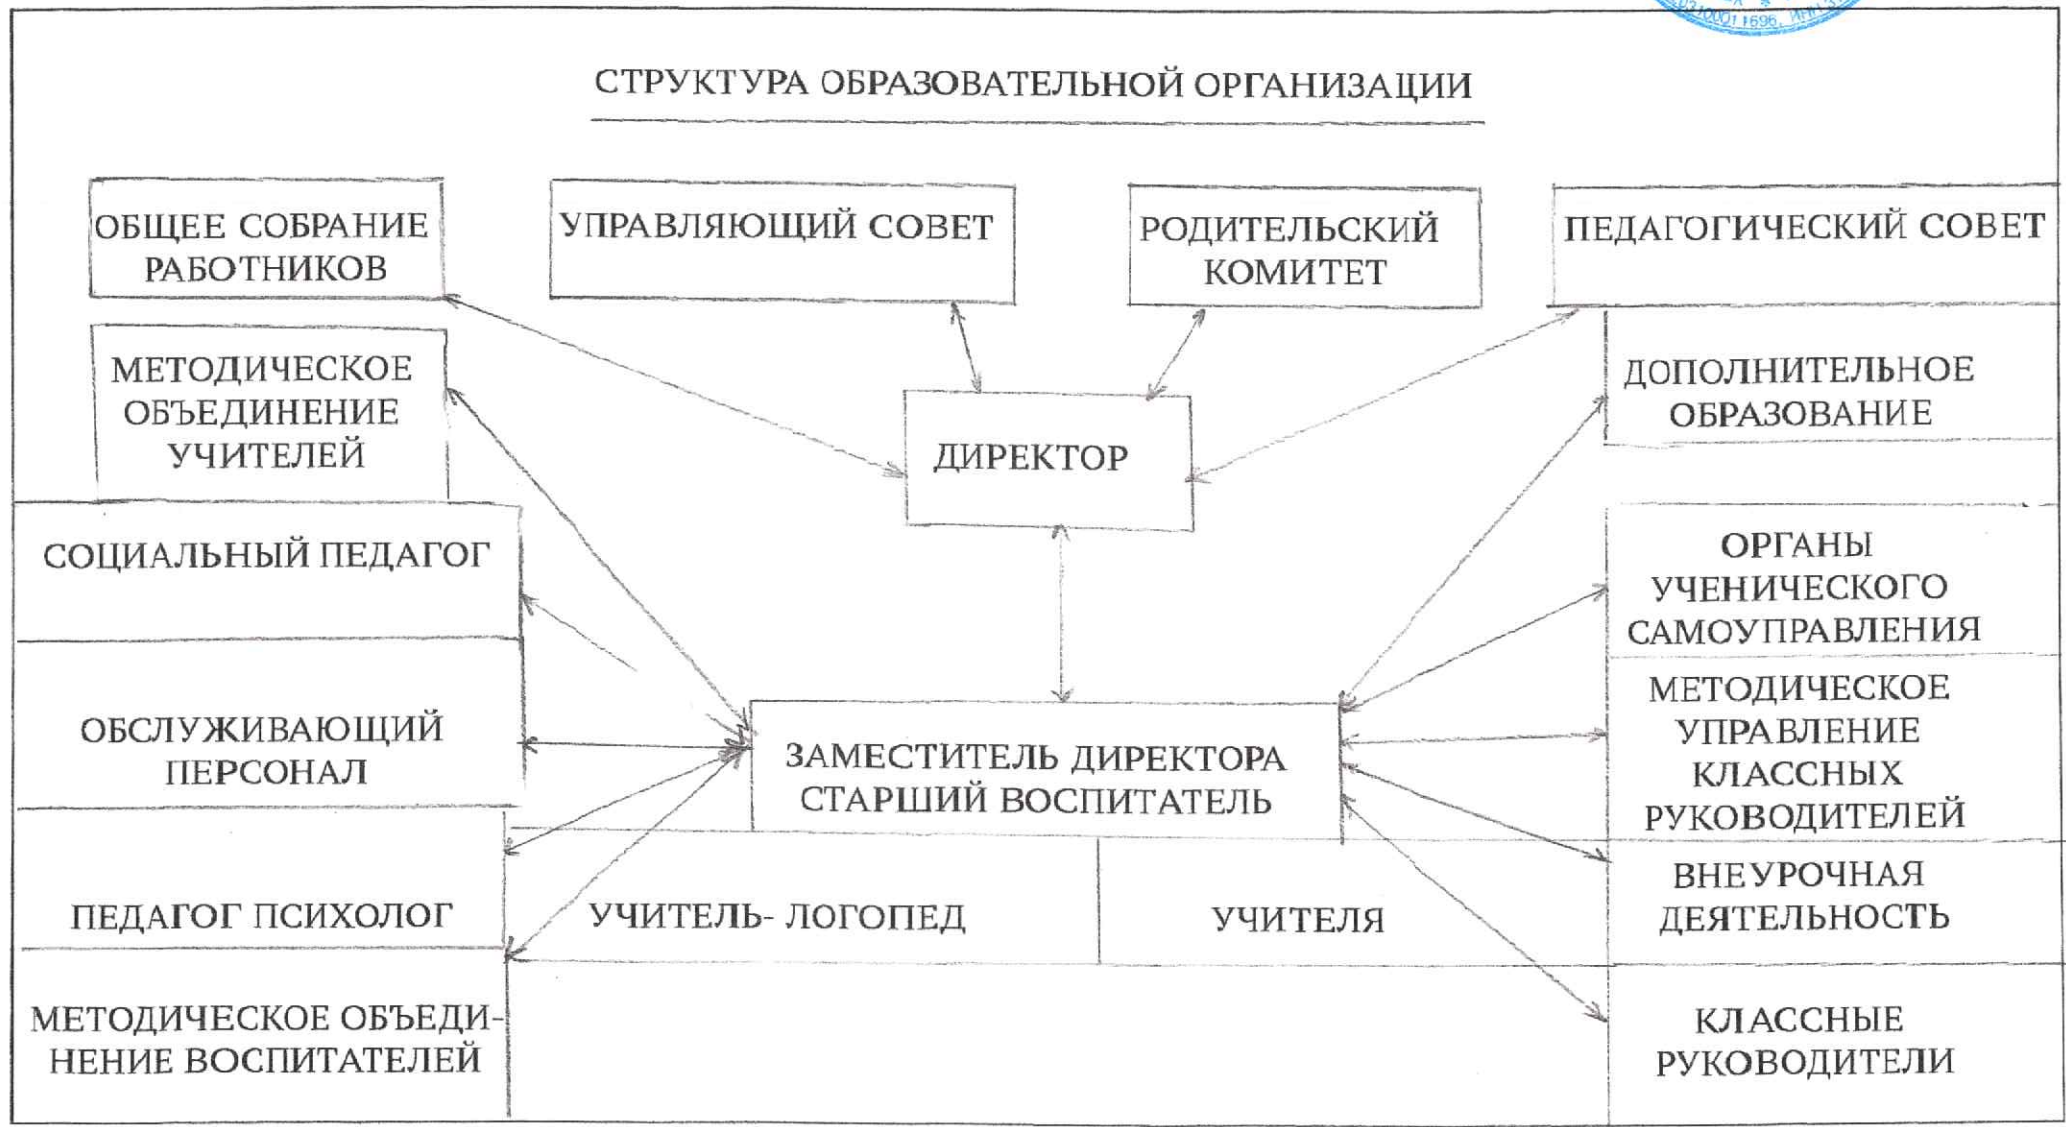 СТРУКТУРА ОБРАЗОВАТЕЛЬНОЙ ОРГАНИЗАЦИИ
ОБЩЕЕ СОБРАНИЕ
РАБОТНИКОВ
УПРАВЛЯЮЩИЙ СОВЕТ
РОДИТЕЛЬСКИЙ
КОМИТЕТ
ПЕДАГОГИЧЕСКИЙ СОВЕТ
МЕТОДИЧЕСКОЕ
ОБЪЕДИНЕНИЕ
УЧИТЕЛЕЙ
ДИРЕКТОР
ДОПОЛНИТЕЛЬНОЕ
ОБРАЗОВАНИЕ
СОЦИАЛЬНЫЙ ПЕДАГОГ
ОРГАНЫ
УЧЕНИЧЕСКОГО
САМОУПРАВЛЕНИЯ
ОБСЛУЖИВАЮЩИЙ
ПЕРСОНАЛ
ЗАМЕСТИТЕЛЬ ДИРЕКТОРА
СТАРШИЙ ВОСПИТАТЕЛЬ
МЕТОДИЧЕСКОЕ
УПРАВЛЕНИЕ
КЛАССНЫХ
РУКОВОДИТЕЛЕЙ
ПЕДАГОГ ПСИХОЛОГ
УЧИТЕЛЬ- ЛОГОПЕД
УЧИТЕЛЯ
ВНЕУРОЧНАЯ
ДЕЯТЕЛЬНОСТЬ
МЕТОДИЧЕСКОЕ ОБЪЕДИ-
НЕНИЕ ВОСПИТАТЕЛЕЙ
КЛАССНЫЕ
РУКОВОДИТЕЛИ